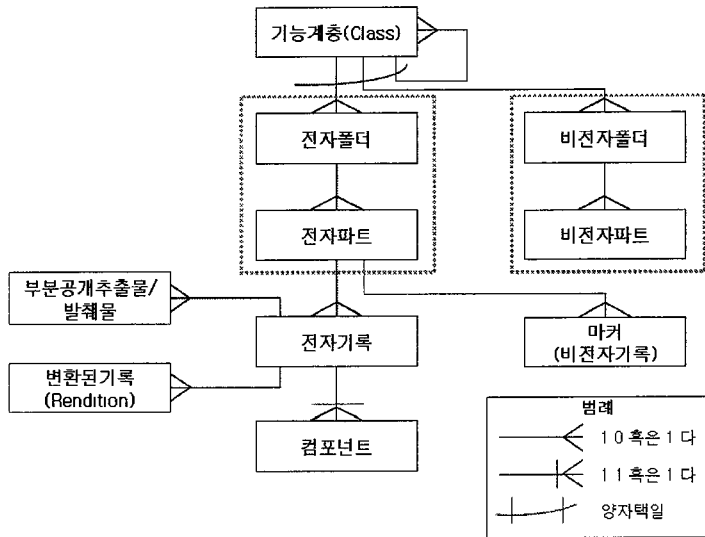 기능계층(Class)
전자폴더
비전자폴더
전자파트
비전자파트
부분공개추출물/
발췌물
전자기록
마커
(비전자기록)
변환된기록
(Rendition)
컴포넌트
범례
1 0 혹은 1 다
1 1 혹은 1 다
양자택일